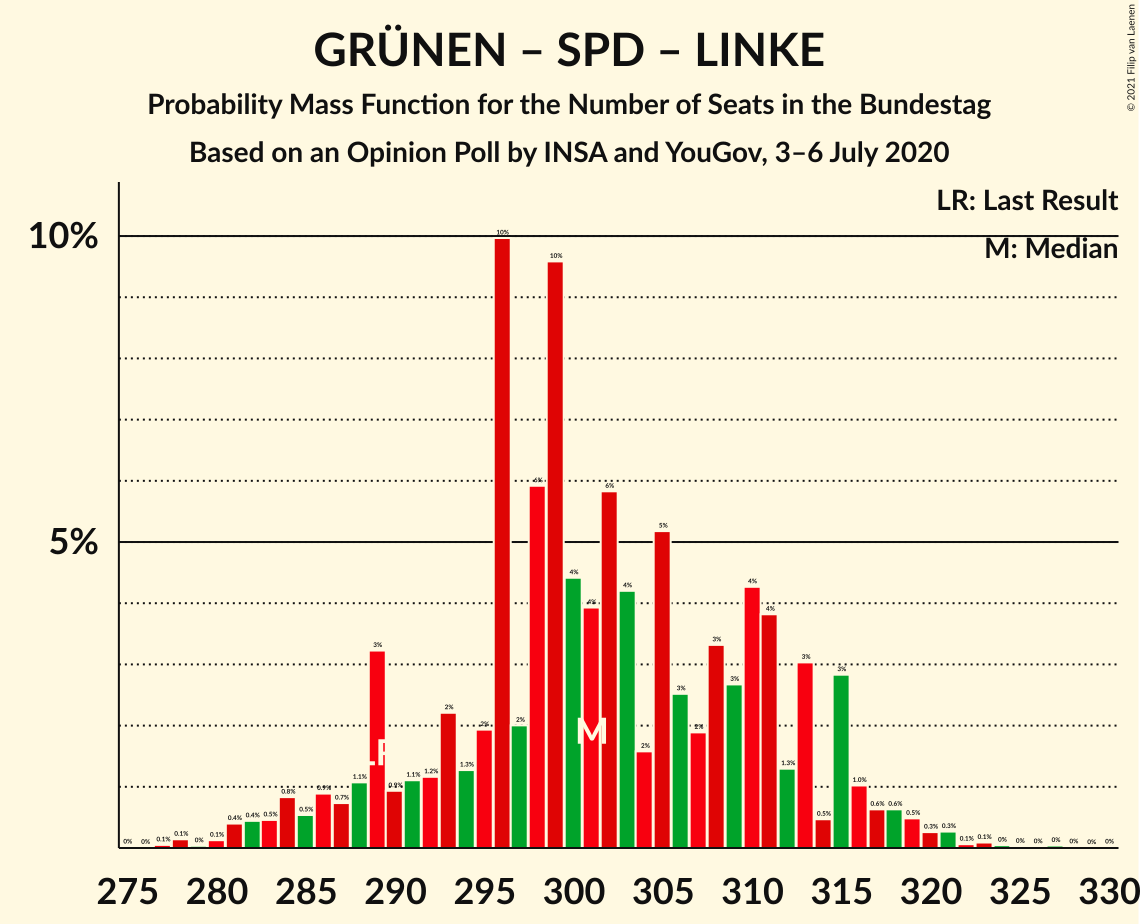 GRÜNEN – SPD – LINKE
Probability Mass Function for the Number of Seats in the Bundestag
Based on an Opinion Poll by INSA and YouGov, 3–6 July 2020
© 2021 Filip van Laenen
LR: Last Result
M: Median
10%
5%
0% 0% 0.1% 0.1% 0% 0.1% 0.4% 0.4% 0.5% 0.8% 0.5% 0.9% 0.7% 1.1% 3% 0.9% 1.1% 1.2% 2% 1.3% 2% 10% 2% 6% 10% 4% 4% 6% 4% 2% 5% 3% 2% 3% 3% 4% 4% 1.3% 3% 0.5% 3% 1.0% 0.6% 0.6% 0.5% 0.3% 0.3% 0.1% 0.1% 0% 0% 0% 0% 0% 0% 0%
LR
M
275 280 285 290 295 300 305 310 315 320 325 330